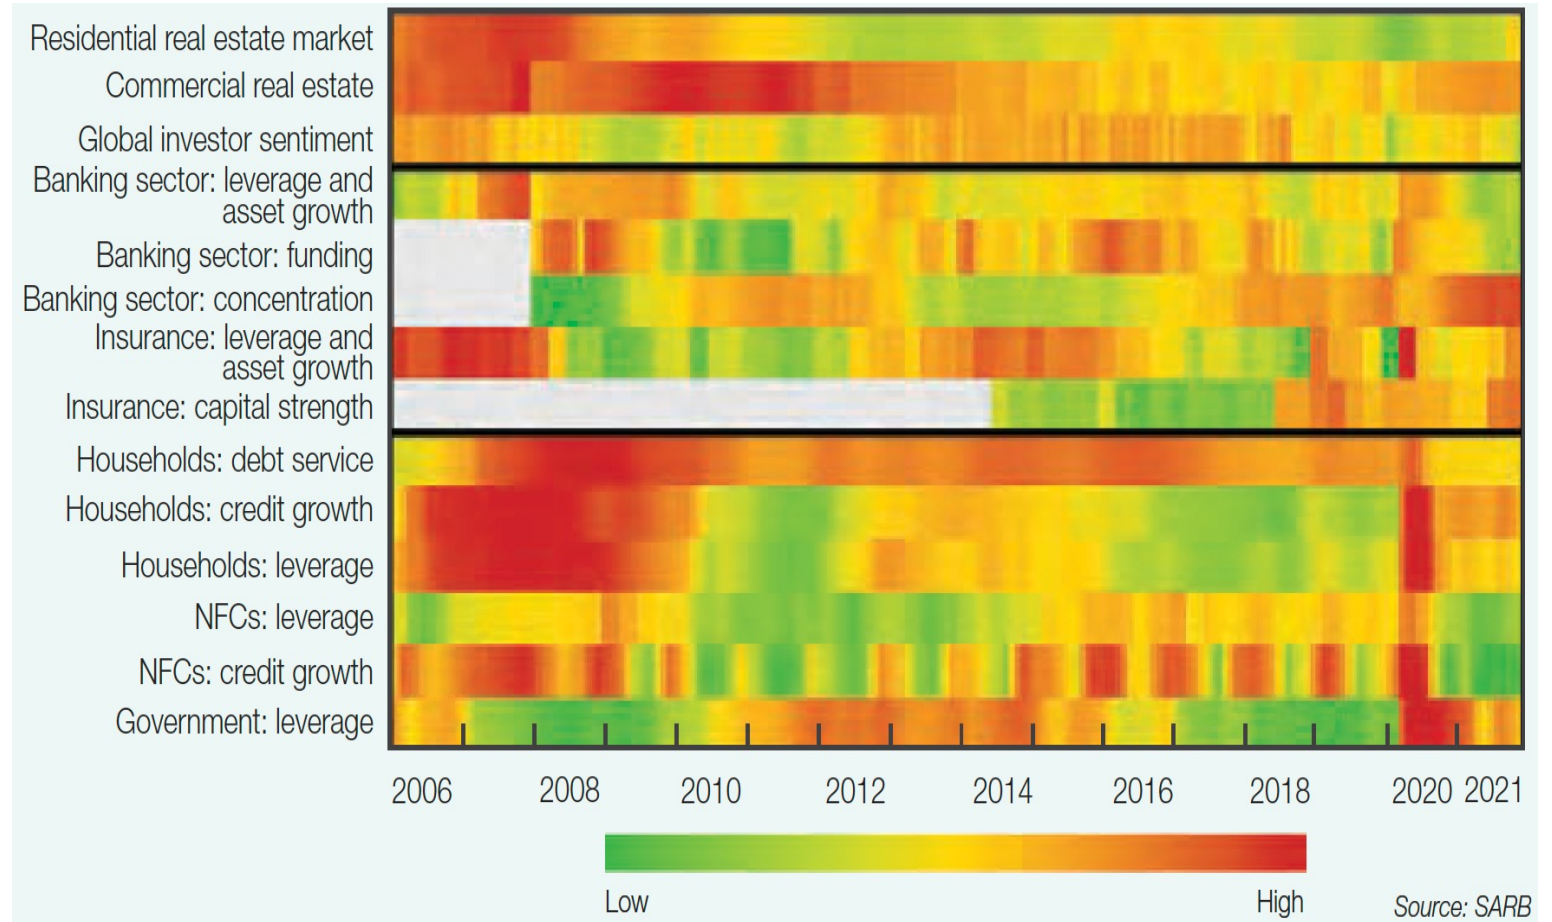 Residential real estate market
Commercial real estate
Global investor sentiment
Banking sector: leverage and
asset growth
Banking sector: funding
Banking sector: concentration
Insurance: leverage and
asset growth
Insurance: capital strength
Households: debt service
Households: credit growth
Households: leverage
NFCs: leverage
NFCs: credit growth
Government: leverage
2006 2008 2010 2012 2014 2016 2018 2020 2021
Low High
Source: SARB